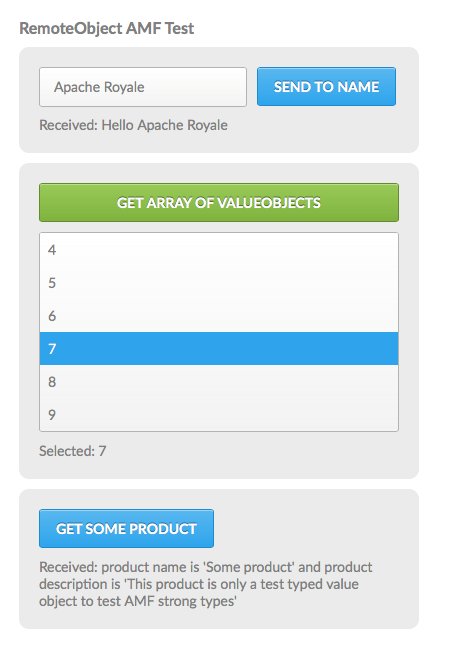 RemoteObject AMF Test
Apache Royale
SEND TO NAME
Received: Hello Apache Royale
GET ARRAY OF VALUEOBJECTS
4
5
6
7
8
9
Selected: 7
GET SOME PRODUCT
Received: product name is 'Some product' and product
description is 'This product is only a test typed value
object to test AMF strong types'